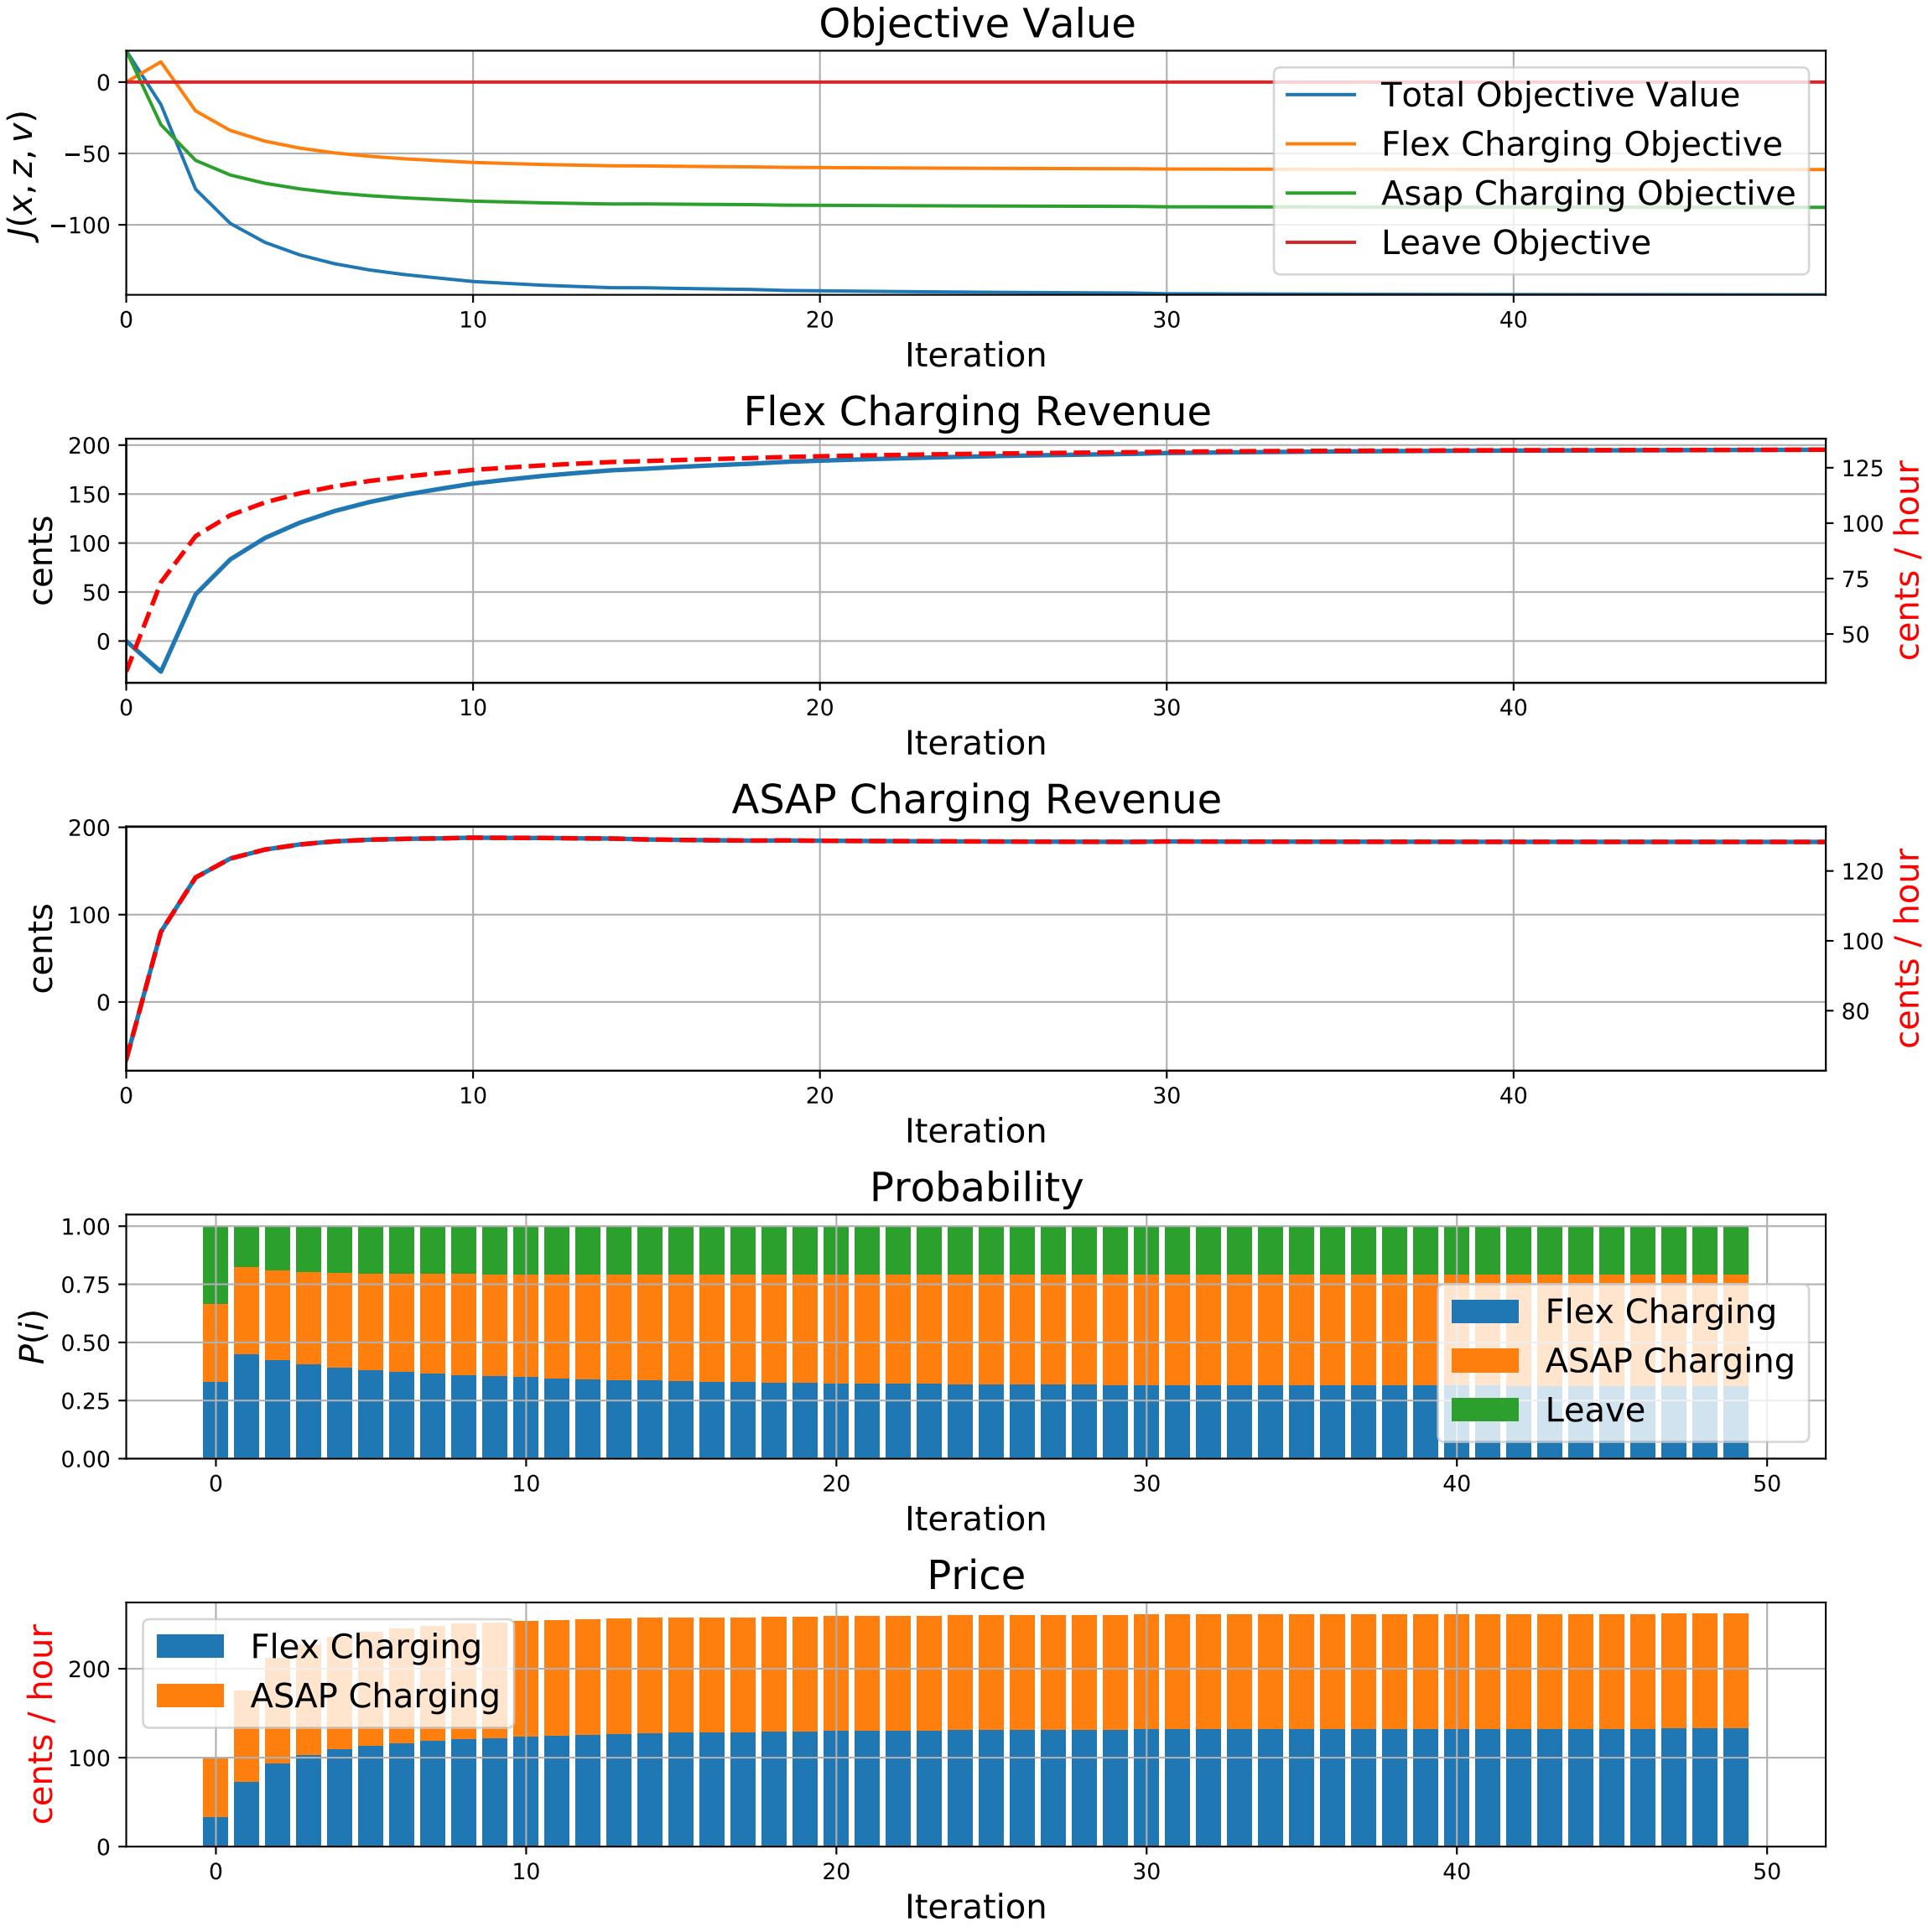 Objective Value
J(x, z, v)
0
−50
−100
Total Objective Value
Flex Charging Objective
Asap Charging Objective
Leave Objective
0 10 20 30 40
Iteration
Flex Charging Revenue
cents
200
150
100
50
0
125
100
75
50
cents / hour
0 10 20 30 40
Iteration
ASAP Charging Revenue
cents
200
100
0
120
100
80
cents / hour
0 10 20 30 40
Iteration
Probability
P(i)
1.00
0.75
0.50
0.25
0.00
Flex Charging
ASAP Charging
Leave
0 10 20 30 40 50
Iteration
Price
cents / hour
200
100
0
Flex Charging
ASAP Charging
0 10 20 30 40 50
Iteration